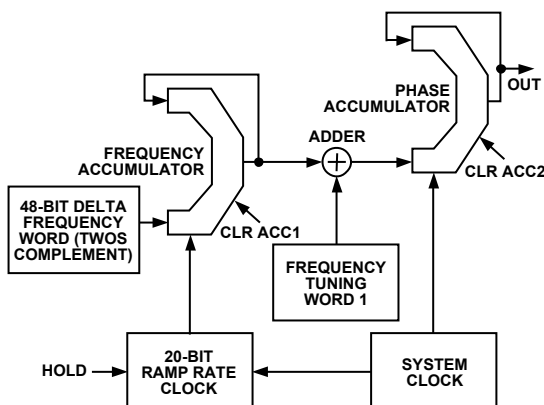 PHASE
ACCUMULATOR
OUT
ADDER
FREQUENCY
ACCUMULATOR
CLR ACC2
48-BIT DELTA
FREQUENCY
WORD (TWOS
COMPLEMENT)
CLR ACC1
FREQUENCY
TUNING
WORD 1
HOLD
20-BIT
RAMP RATE
CLOCK
SYSTEM
CLOCK